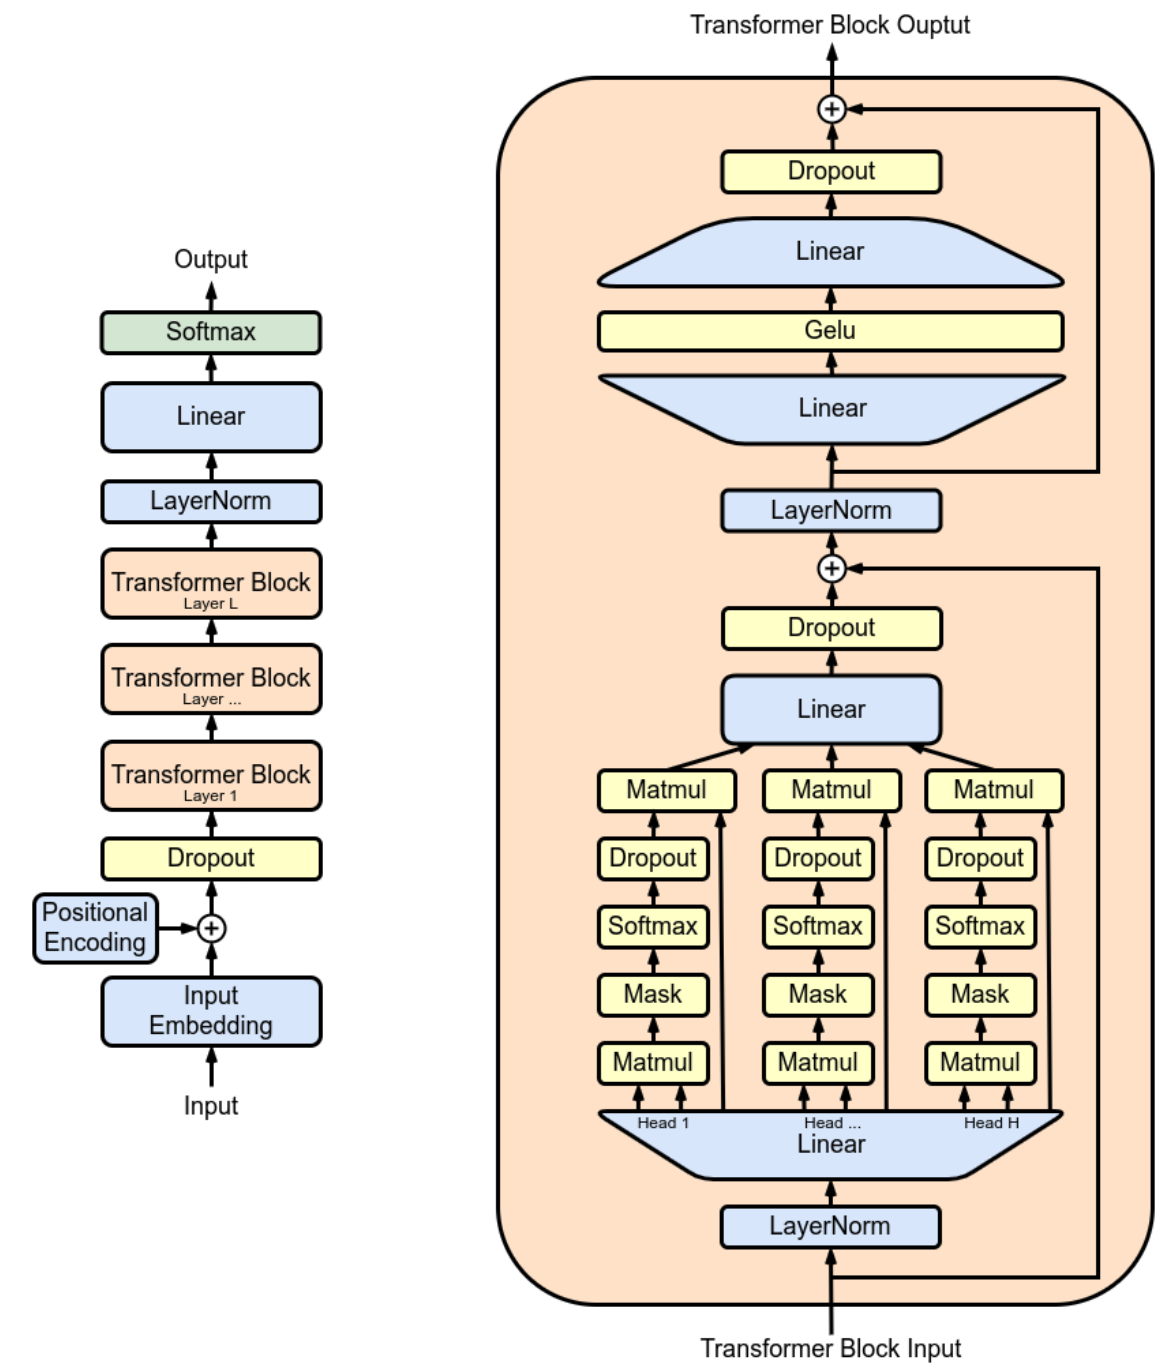 Output
Softmax
Linear
LayerNorm
Transformer Block
Layer L
Transformer Block
Layer ...
Transformer Block
Layer 1
Dropout
Positional
Encoding
+
Input
Embedding
Input
Transformer Block Ouptut
+
Dropout
Linear
Gelu
Linear
LayerNorm
+
Dropout
Linear
Matmul Matmul Matmul
Dropout Dropout Dropout
Softmax Softmax Softmax
Mask Mask Mask
Matmul Matmul Matmul
Head 1 Head ... Head H
Linear
LayerNorm
Transformer Block Input